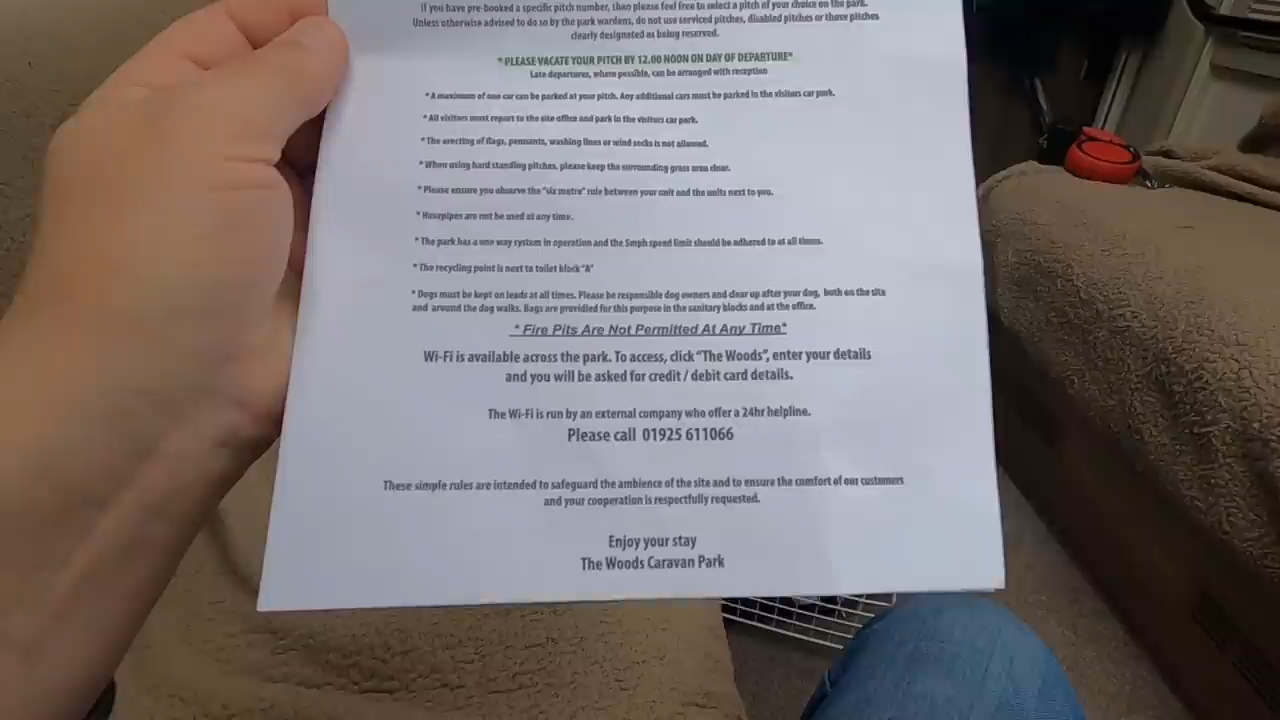 If you have pre-booked a specific pitch number, then please feel free to select a pitch of your choice on the park.
Unless otherwise advised to do so by the park wardens, do not use serviced pitches, disabled pitches or those pitches
clearly designated as being reserved.
* PLEASE VACATE YOUR PITCH BY 12.00 NOON ON DAY OF DEPARTURE*
Late departures, where possible, can be arranged with reception
* A maximum of one car can be parked at your pitch. Any additional cars must be parked in the visitors car park.
* All visitors must report to the site office and park in the visitors car park.
* The erecting of flags, pennants, washing lines or wind socks is not allowed.
* When using hard standing pitches, please keep the surrounding grass area clear.
* Please ensure you observe the "six metre" rule between your unit and the units next to you.
* Hosepipes are not be used at any time.
* The park has a one way system in operation and the 5mph speed limit should be adhered to at all times.
* The recycling point is next to toilet block "A"
* Dogs must be kept on leads at all times. Please be responsible dog owners and clear up after your dog, both on the site
and around the dog walks. Bags are provided for this purpose in the sanitary blocks and at the office.
* Fire Pits Are Not Permitted At Any Time*
Wi-Fi is available across the park. To access, click "The Woods", enter your details
and you will be asked for credit / debit card details.
The Wi-Fi is run by an external company who offer a 24hr helpline.
Please call 01925 611066
These simple rules are intended to safeguard the ambience of the site and to ensure the comfort of our customers
and your cooperation is respectfully requested.
Enjoy your stay
The Woods Caravan Park